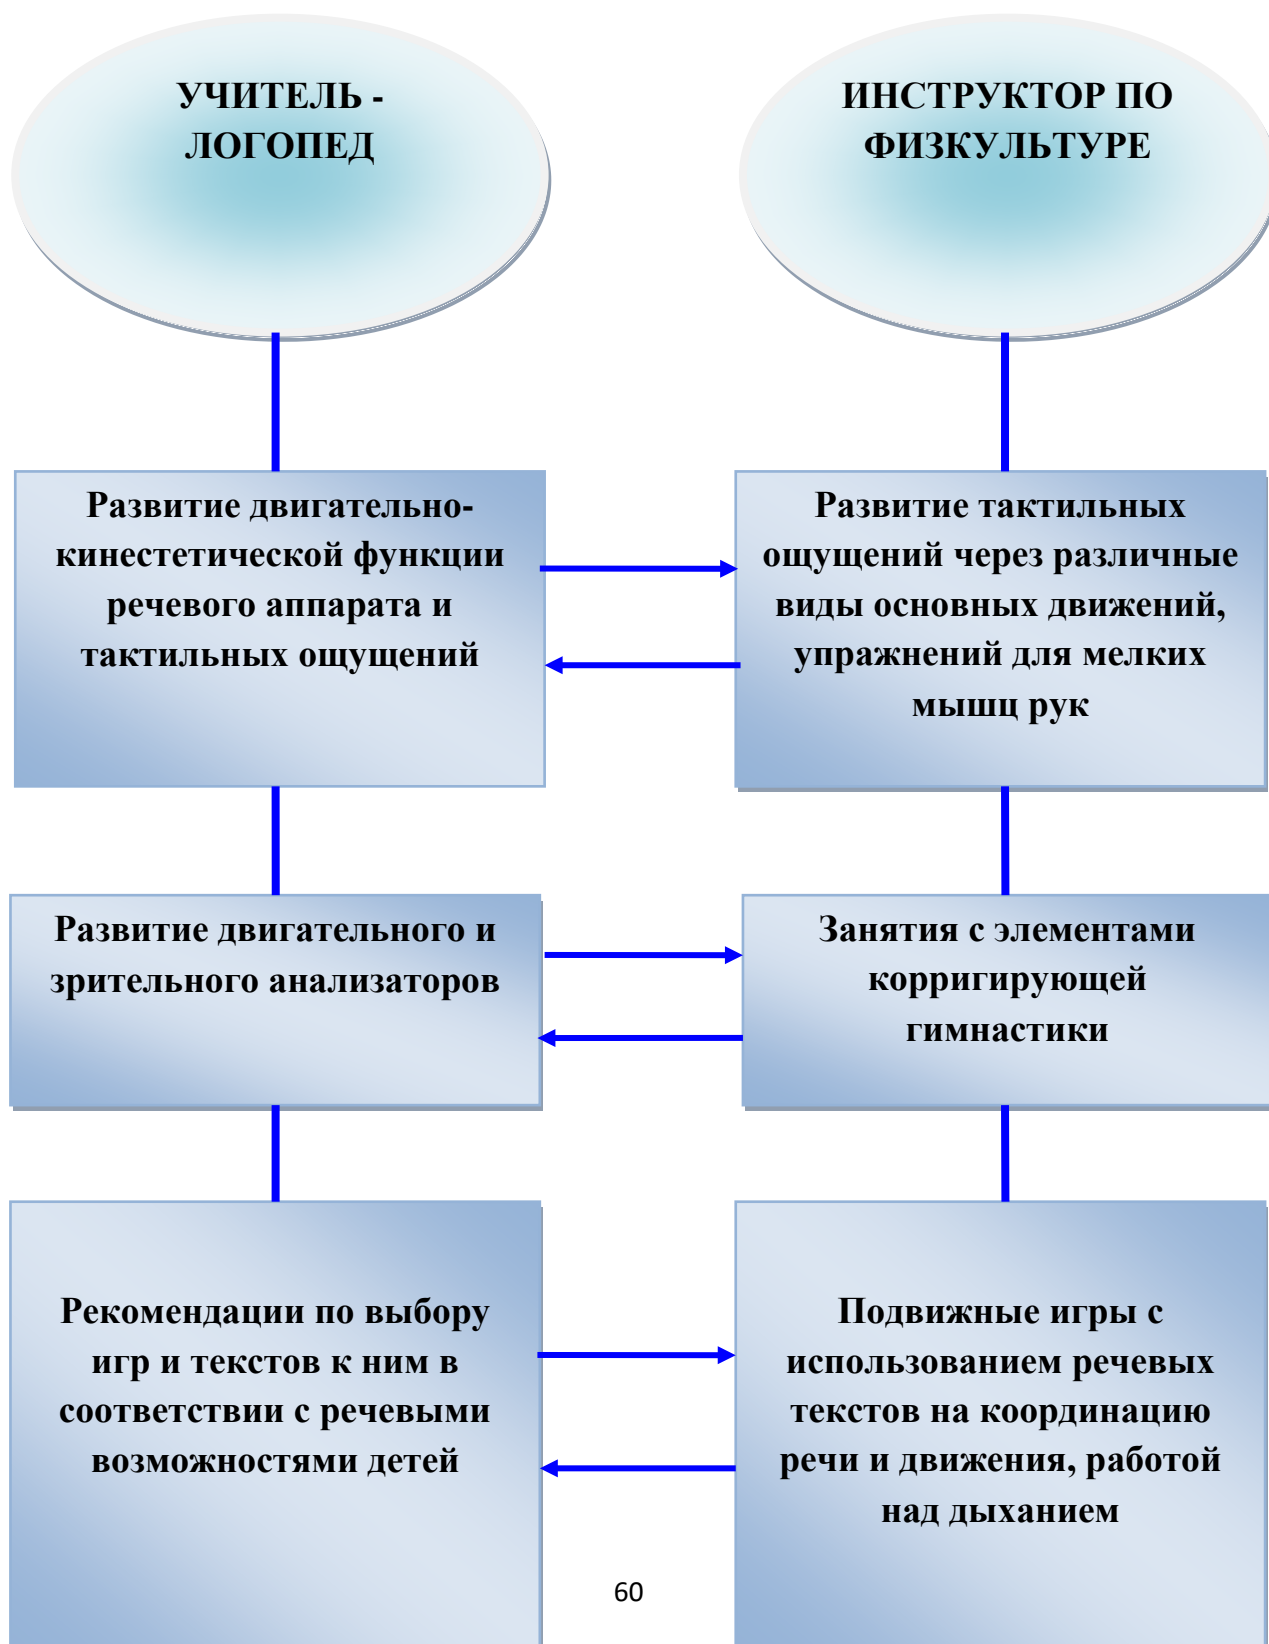 УЧИТЕЛЬ -
ЛОГОПЕД
ИНСТРУКТОР ПО
ФИЗКУЛЬТУРЕ
Развитие двигательно-
кинестетической функции
речевого аппарата и
тактильных ощущений
Развитие тактильных
ощущений через различные
виды основных движений,
упражнений для мелких
мышц рук
Развитие двигательного и
зрительного анализаторов
Занятия с элементами
корригирующей
гимнастики
Рекомендации по выбору
игр и текстов к ним в
соответствии с речевыми
возможностями детей
Подвижные игры с
использованием речевых
текстов на координацию
речи и движения, работой
над дыханием
60